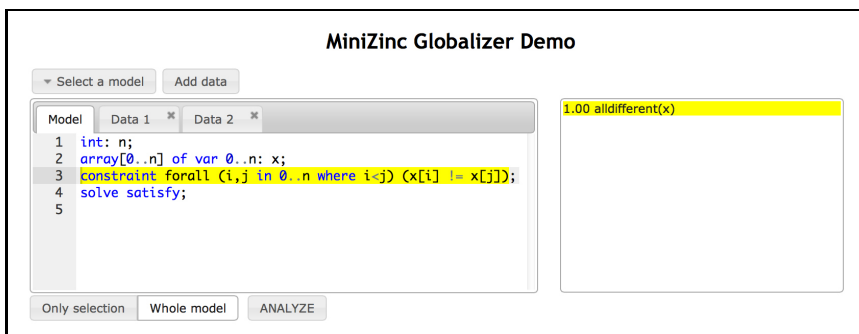 MiniZinc Globalizer Demo
Select a model Add data
Model Data 1 Data 2
1 int: n;
2 array[0..n] of var 0..n: x;
3 constraint forall (i,j in 0..n where i<j) (x[i] != x[j]);
4 solve satisfy;
5
1.00 alldifferent(x)
Only selection Whole model ANALYZE